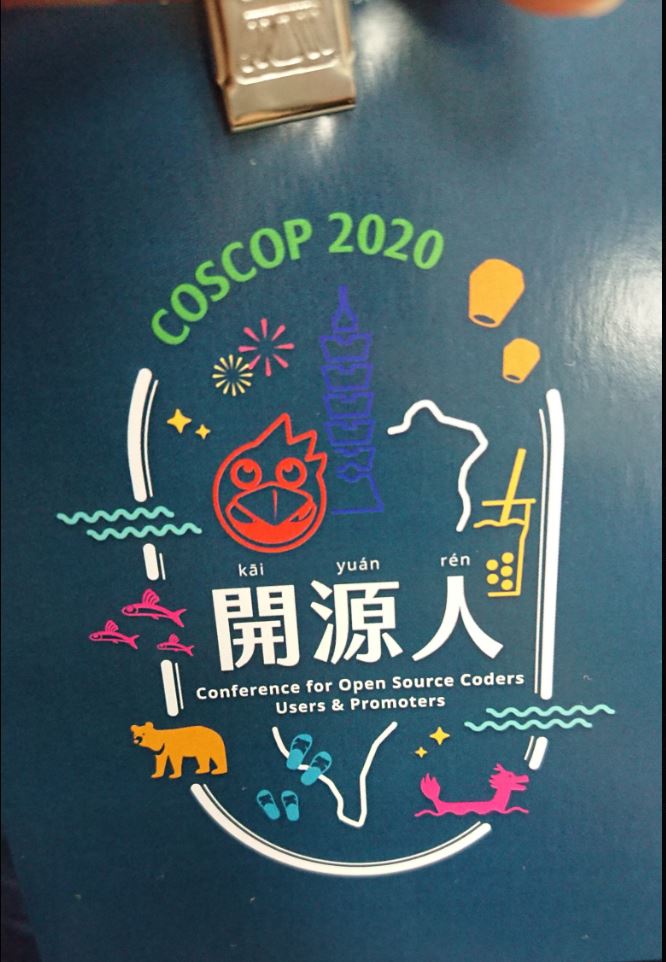 COSCOP 2020
kāi yuán rén
開源人
Conference for Open Source Coders
Users & Promoters